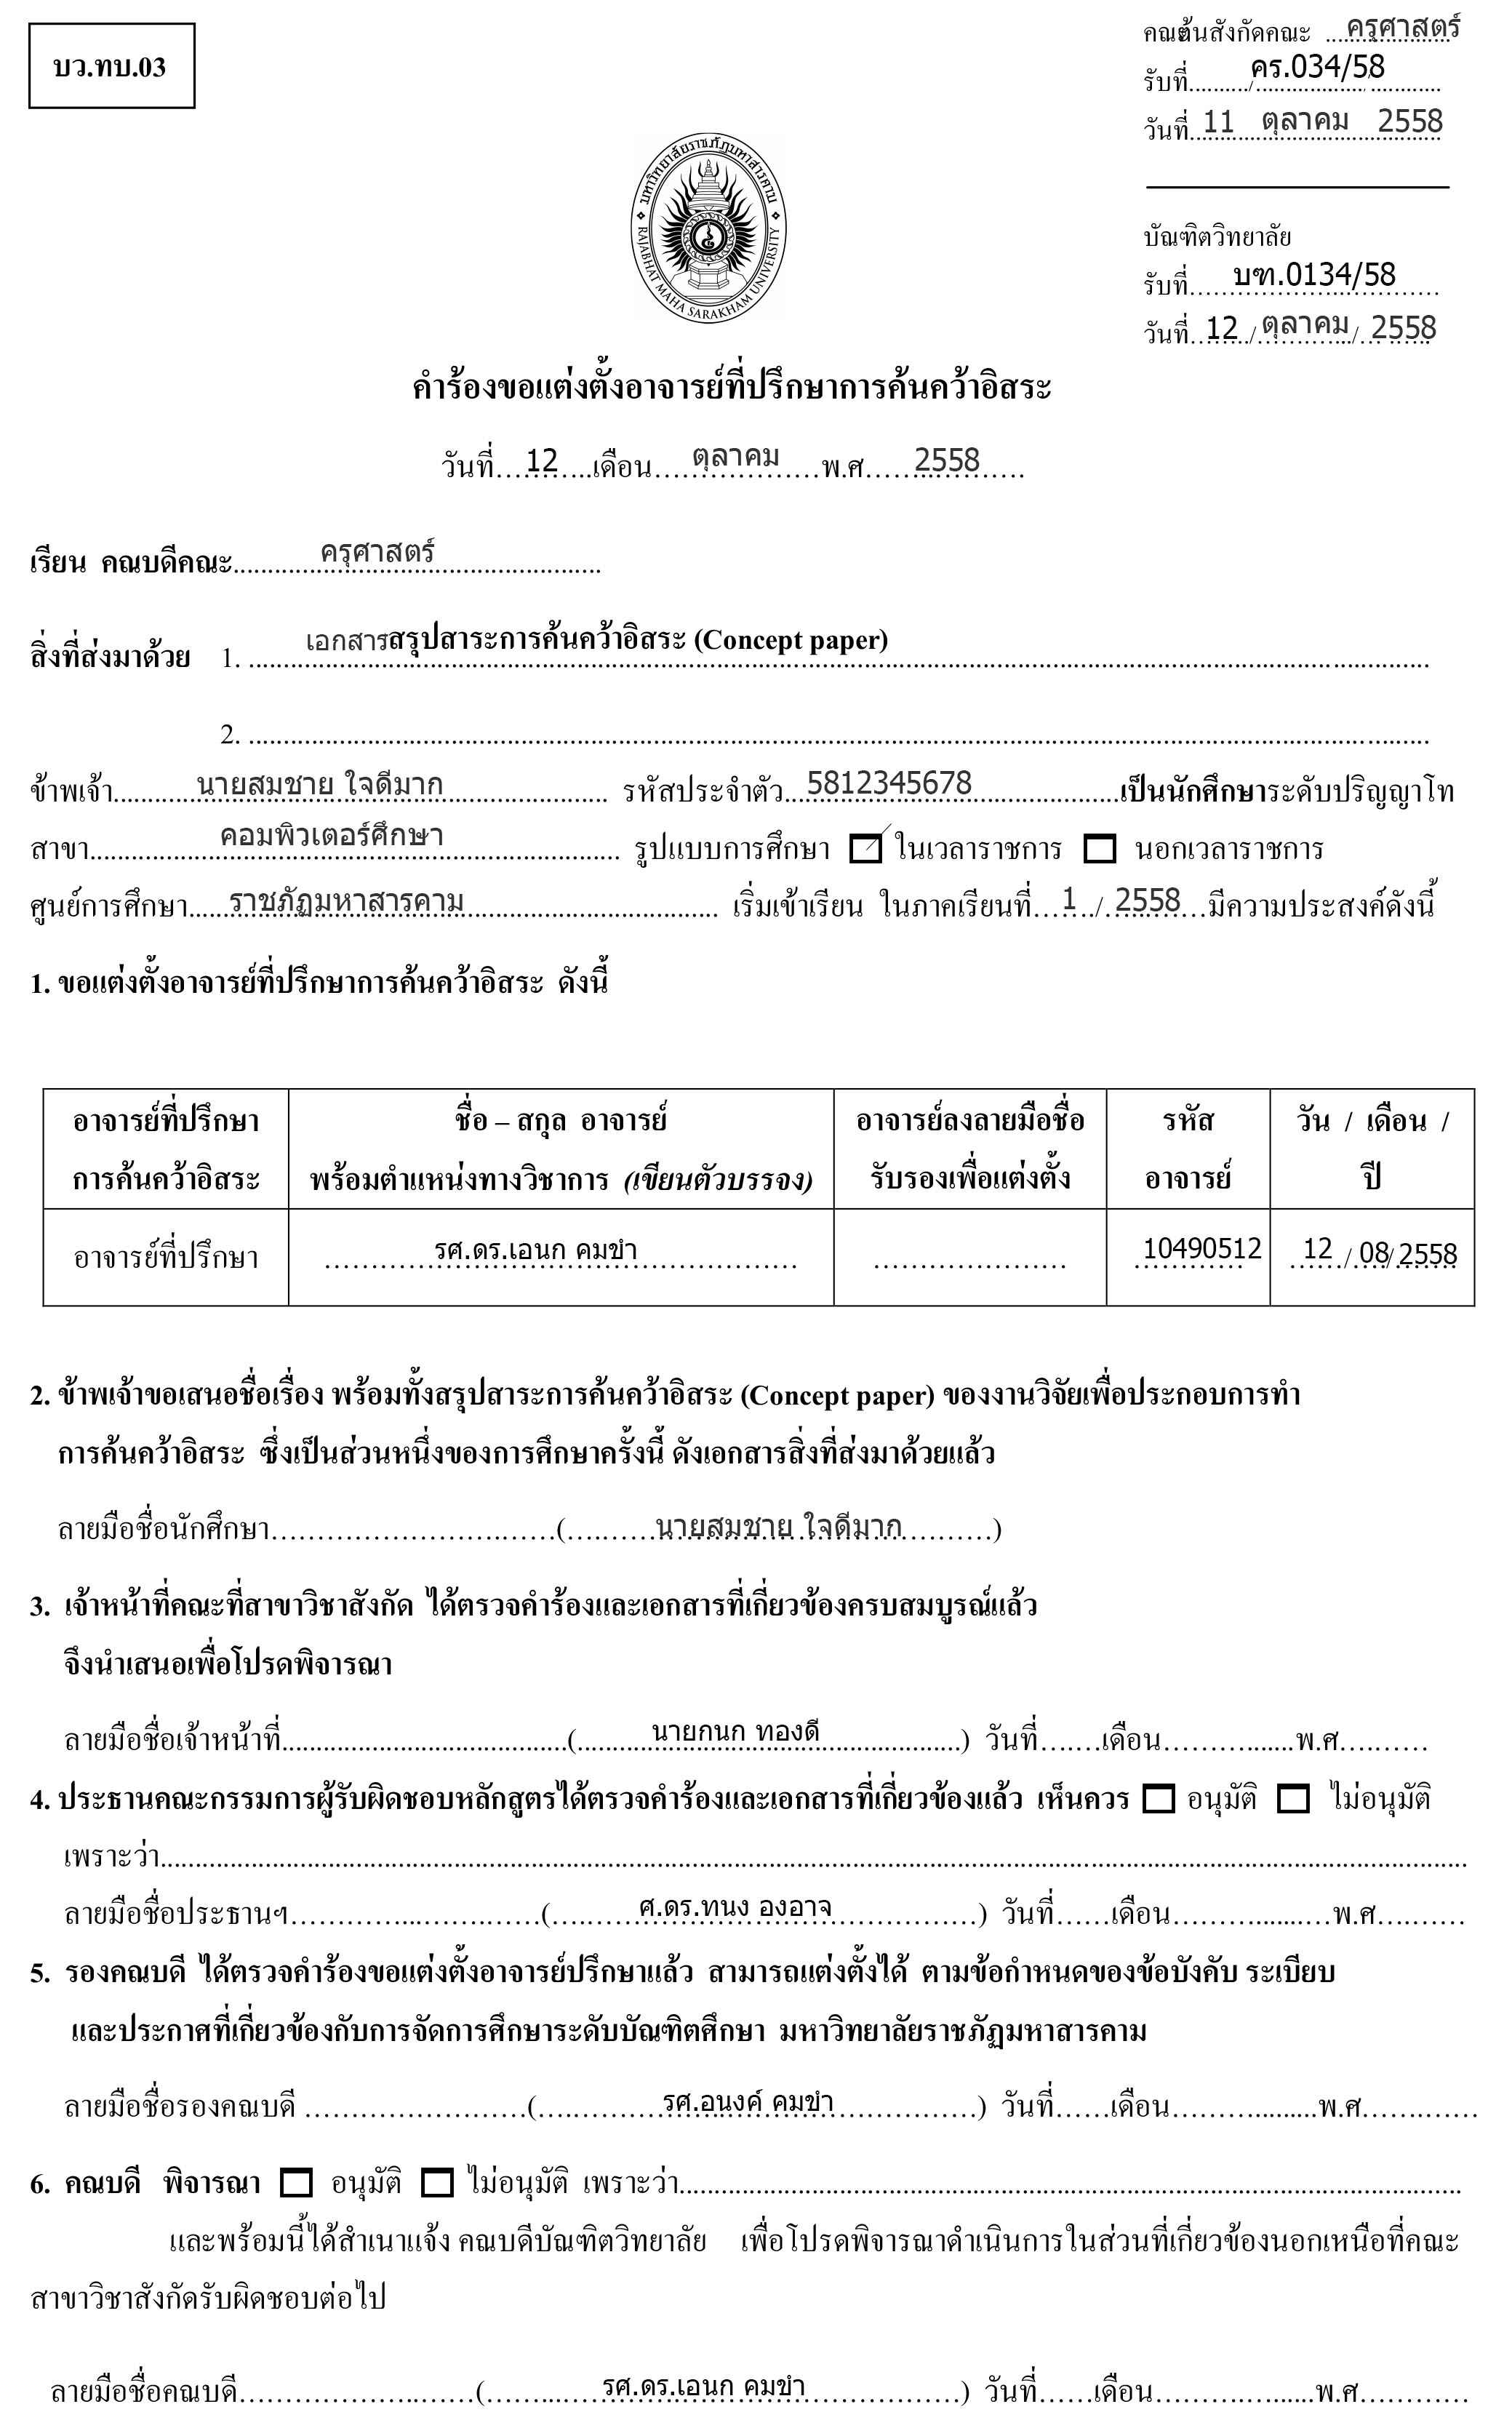 บว.ทบ.03
คณะต้นสังกัดคณะ ครุศาสตร์
รับที่........../คร.034/58
วันที่ 11 ตุลาคม 2558
บัณฑิตวิทยาลัย
รับที่ บฑ.0134/58
วันที่ 12 / ตุลาคม / 2558
มหาวิทยาลัยราชภัฏมหาสารคาม
RAJABHAT MAHA SARAKHAM UNIVERSITY
คำร้องขอแต่งตั้งอาจารย์ที่ปรึกษาการค้นคว้าอิสระ
วันที่ 12 เดือน ตุลาคม พ.ศ. 2558
เรียน คณบดีคณะ ครุศาสตร์
สิ่งที่ส่งมาด้วย 1. เอกสารสรุปสาระการค้นคว้าอิสระ (Concept paper)
2. ....................
ข้าพเจ้า นายสมชาย ใจดีมาก รหัสประจำตัว 5812345678 เป็นนักศึกษาระดับปริญญาโท
สาขา คอมพิวเตอร์ศึกษา รูปแบบการศึกษา ☑ ในเวลาราชการ ☐ นอกเวลาราชการ
ศูนย์การศึกษา ราชภัฏมหาสารคาม เริ่มเข้าเรียน ในภาคเรียนที่ 1 / 2558 มีความประสงค์ดังนี้
1. ขอแต่งตั้งอาจารย์ที่ปรึกษาการค้นคว้าอิสระ ดังนี้
อาจารย์ที่ปรึกษา การค้นคว้าอิสระ
ชื่อ – สกุล อาจารย์ พร้อมตำแหน่งทางวิชาการ (เขียนตัวบรรจง)
อาจารย์ลงลายมือชื่อ รับรองเพื่อแต่งตั้ง
รหัส อาจารย์
วัน / เดือน / ปี
อาจารย์ที่ปรึกษา รศ.ดร.เอนก คมขำ .................... 10490512 12 / 08 / 2558
2. ข้าพเจ้าขอเสนอชื่อเรื่อง พร้อมทั้งสรุปสาระการค้นคว้าอิสระ (Concept paper) ของงานวิจัยเพื่อประกอบการทำ
การค้นคว้าอิสระ ซึ่งเป็นส่วนหนึ่งของการศึกษาครั้งนี้ ดังเอกสารสิ่งที่ส่งมาด้วยแล้ว
ลายมือชื่อนักศึกษา....................(นายสมชาย ใจดีมาก)
3. เจ้าหน้าที่คณะที่สาขาวิชาสังกัด ได้ตรวจคำร้องและเอกสารที่เกี่ยวข้องครบสมบูรณ์แล้ว
จึงนำเสนอเพื่อโปรดพิจารณา
ลายมือชื่อเจ้าหน้าที่....................(นายกนก ทองดี) วันที่.......เดือน..............พ.ศ..........
4. ประธานคณะกรรมการผู้รับผิดชอบหลักสูตรได้ตรวจคำร้องและเอกสารที่เกี่ยวข้องแล้ว เห็นควร ☐ อนุมัติ ☐ ไม่อนุมัติ
เพราะว่า....................
ลายมือชื่อประธานฯ....................(ศ.ดร.ทนง องอาจ) วันที่.......เดือน..............พ.ศ..........
5. รองคณบดี ได้ตรวจคำร้องขอแต่งตั้งอาจารย์ปรึกษาแล้ว สามารถแต่งตั้งได้ ตามข้อกำหนดของข้อบังคับ ระเบียบ
และประกาศที่เกี่ยวข้องกับการจัดการศึกษาระดับบัณฑิตศึกษา มหาวิทยาลัยราชภัฏมหาสารคาม
ลายมือชื่อรองคณบดี ....................(รศ.อนงค์ คมขำ) วันที่.......เดือน..............พ.ศ..........
6. คณบดี พิจารณา ☐ อนุมัติ ☐ ไม่อนุมัติ เพราะว่า....................
และพร้อมนี้ได้สำเนาแจ้ง คณบดีบัณฑิตวิทยาลัย เพื่อโปรดพิจารณาดำเนินการในส่วนที่เกี่ยวข้องนอกเหนือที่คณะ
สาขาวิชาสังกัดรับผิดชอบต่อไป
ลายมือชื่อคณบดี....................(รศ.ดร.เอนก คมขำ) วันที่.......เดือน..............พ.ศ..........